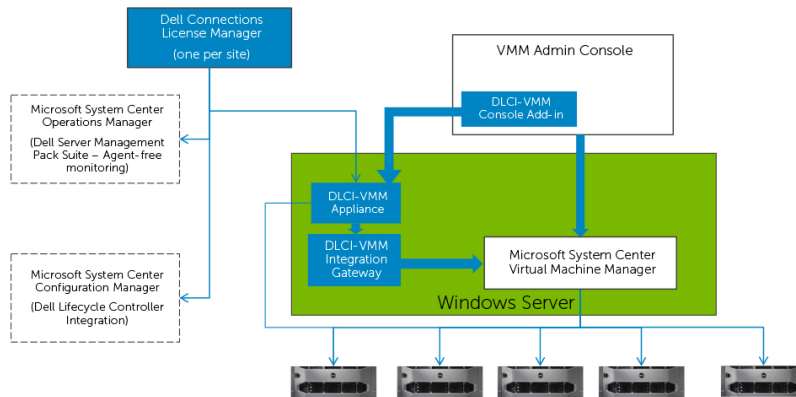 Dell Connections
License Manager
(one per site)
VMM Admin Console
DLCI-VMM
Console Add-in
Microsoft System Center
Operations Manager
(Dell Server Management
Pack Suite – Agent-free
monitoring)
DLCI-VMM
Appliance
DLCI-VMM
Integration
Gateway
Microsoft System Center
Virtual Machine Manager
Windows Server
Microsoft System Center
Configuration Manager
(Dell Lifecycle Controller
Integration)